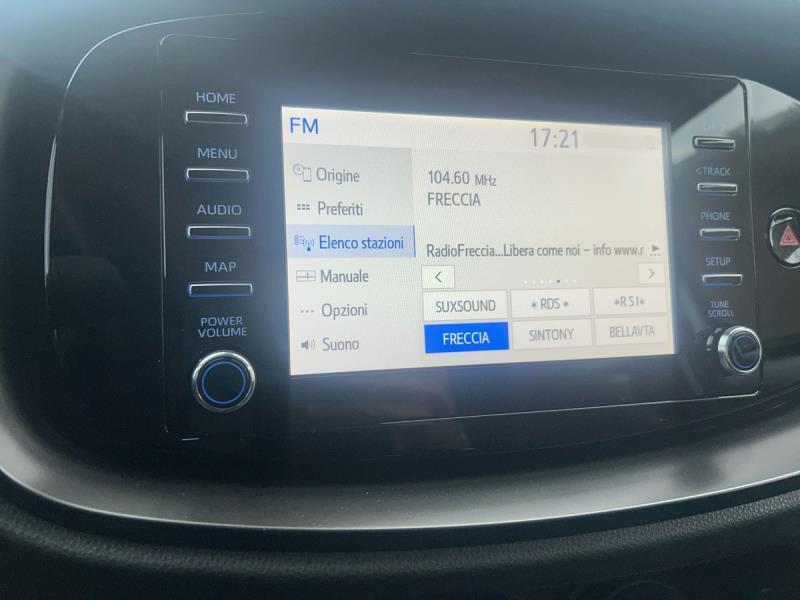 HOME
MENU
AUDIO
MAP
POWER
VOLUME
FM
17:21
Origine
Preferiti
Elenco stazioni
Manuale
Opzioni
Suono
104.60 MHz
FRECCIA
RadioFreccia...Libera come noi – info www.r
<
>
SUXSOUND
*RDS*
*R S I*
FRECCIA
SINTONY
BELLAVTA
<TRACK
PHONE
SETUP
TUNE
SCROLL